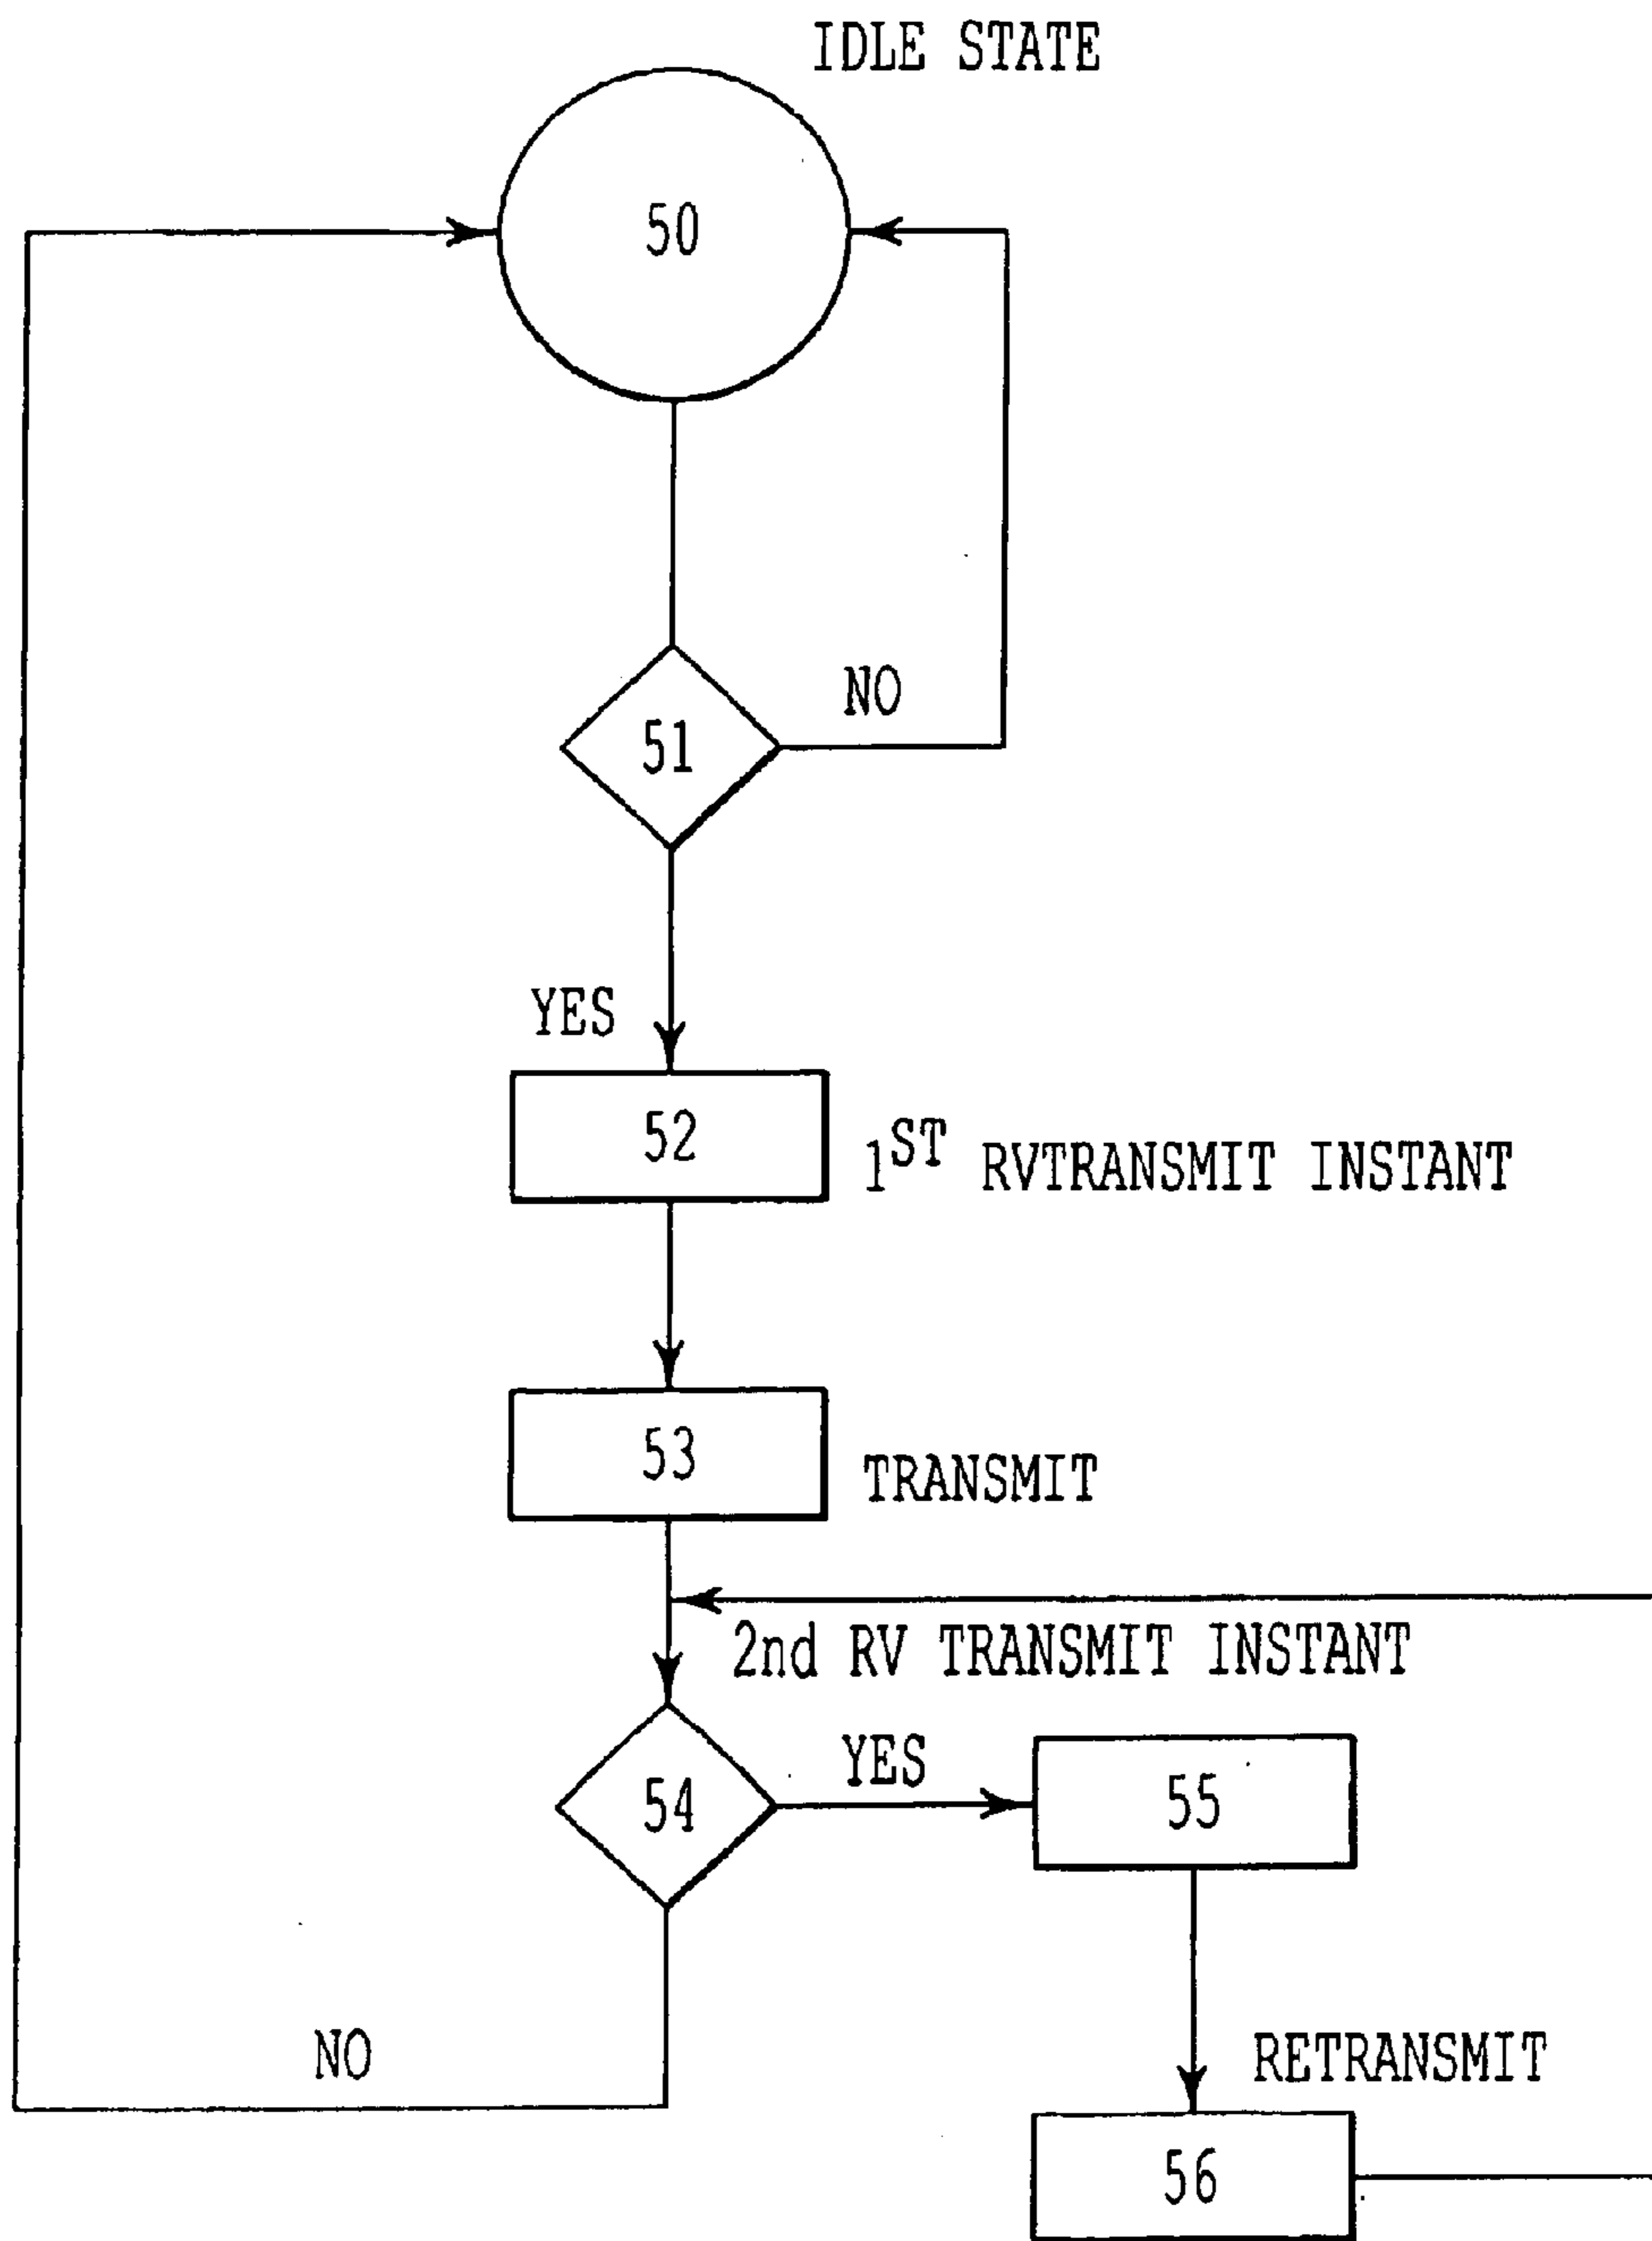 IDLE STATE
50
51
NO
YES
52
1ST RVTRANSMIT INSTANT
53
TRANSMIT
2nd RV TRANSMIT INSTANT
54
YES
55
NO
RETRANSMIT
56